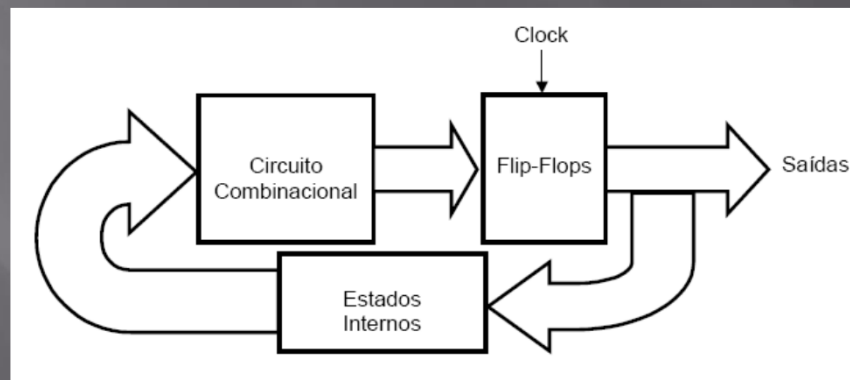 Clock
Circuito
Combinacional
Flip-Flops
Saídas
Estados
Internos